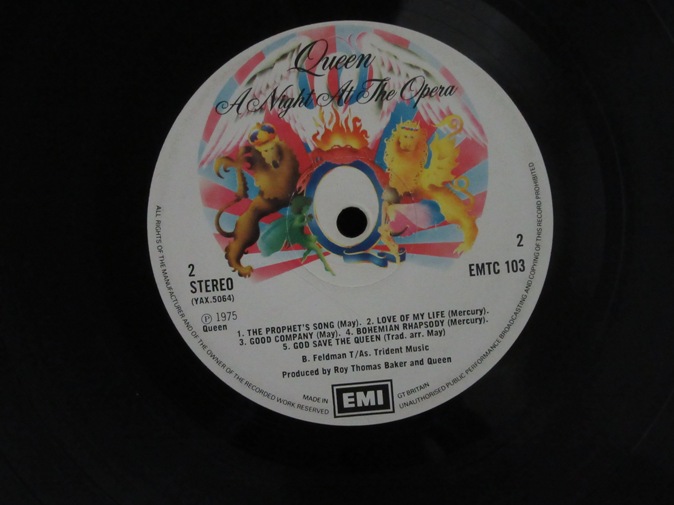 Queen
A Night At The Opera
2
STEREO
(YAX.5064)
Ⓟ 1975
Queen
2
EMTC 103
1. THE PROPHET'S SONG (May). 2. LOVE OF MY LIFE (Mercury).
3. GOOD COMPANY (May). 4. BOHEMIAN RHAPSODY (Mercury).
5. GOD SAVE THE QUEEN (Trad. arr. May)
B. Feldman T/As. Trident Music
Produced by Roy Thomas Baker and Queen
ALL RIGHTS OF THE MANUFACTURER AND OF THE OWNER OF THE RECORDED WORK RESERVED
UNAUTHORISED PUBLIC PERFORMANCE BROADCASTING AND COPYING OF THIS RECORD PROHIBITED
MADE IN
EMI
GT BRITAIN